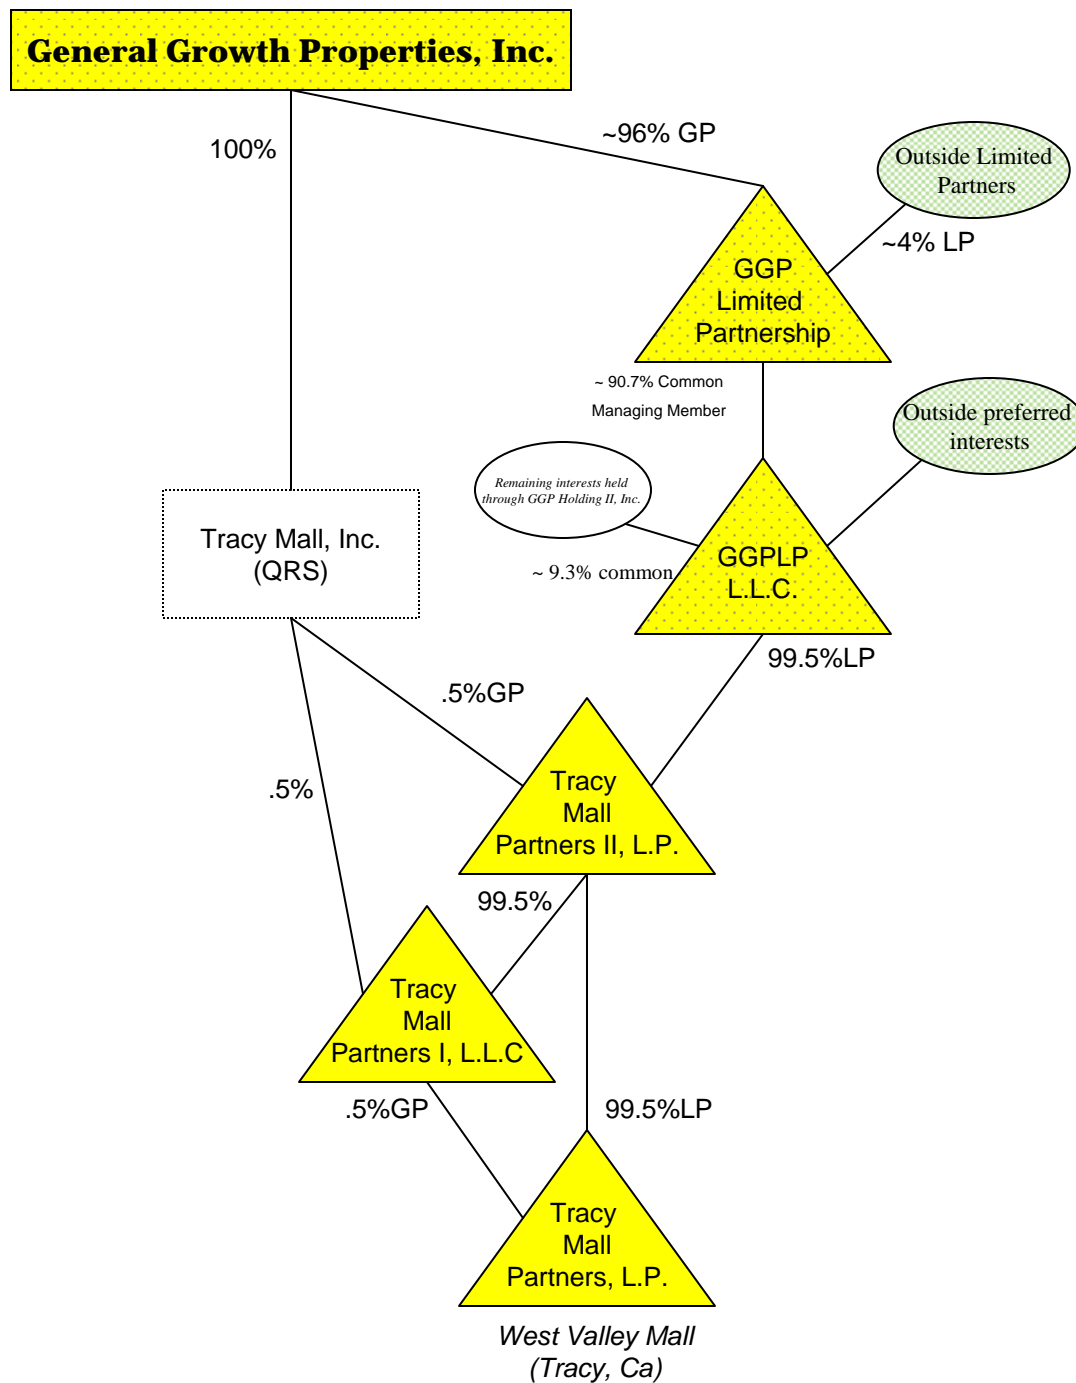 General Growth Properties, Inc.
100%
~96% GP
Outside Limited
Partners
~4% LP
GGP
Limited
Partnership
~ 90.7% Common
Managing Member
Outside preferred
interests
Remaining interests held
through GGP Holding II, Inc.
~ 9.3% common
GGPLP
L.L.C.
Tracy Mall, Inc.
(QRS)
99.5%LP
.5%GP
.5%
Tracy
Mall
Partners II, L.P.
99.5%
Tracy
Mall
Partners I, L.L.C
.5%GP
99.5%LP
Tracy
Mall
Partners, L.P.
West Valley Mall
(Tracy, Ca)